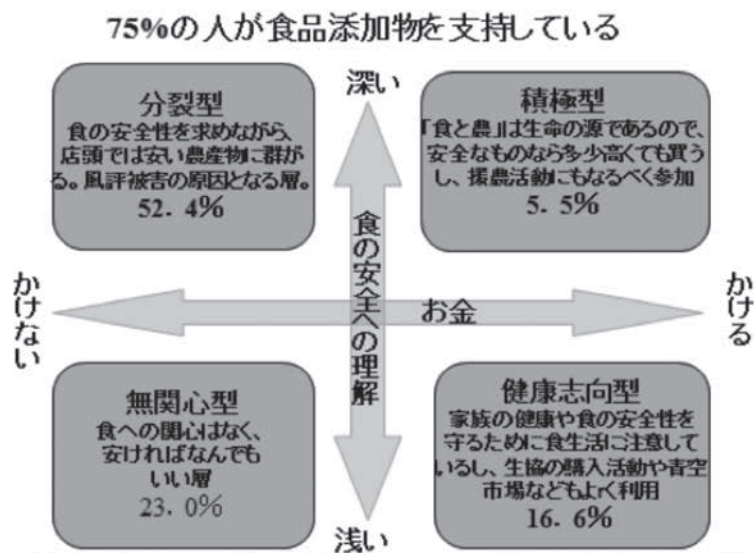 75%の人が食品添加物を支持している
分裂型
食の安全性を求めながら、
店頭では安い農産物に群が
る。風評被害の原因となる層。
52. 4%
深い
積極型
「食と農」は生命の源であるので、
安全なものなら多少高くても買う
し、援農活動にもなるべく参加
5. 5%
食の安全への理解
かけない
お金
かける
無関心型
食への関心はなく、
安ければなんでも
いい層
23. 0%
健康志向型
家族の健康や食の安全性を
守るために食生活に注意して
いるし、生協の購入活動や青空
市場などもよく利用
16. 6%
浅い